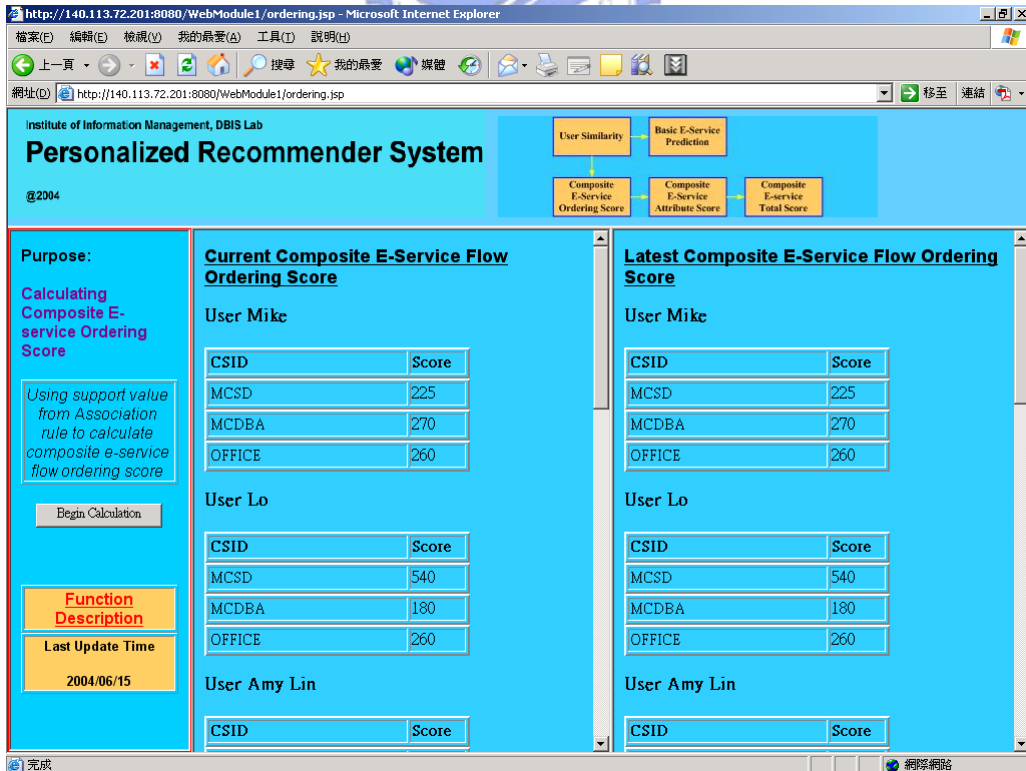 http://140.113.72.201:8080/WebModule1/ordering.jsp - Microsoft Internet Explorer
檔案(F) 編輯(E) 檢視(V) 我的最愛(A) 工具(T) 說明(H)
上一頁 搜尋 我的最愛 媒體
網址(D) http://140.113.72.201:8080/WebModule1/ordering.jsp 移至 連結
Institute of Information Management, DBIS Lab
Personalized Recommender System
@2004
User Similarity
Basic E-Service
Prediction
Composite
E-Service
Ordering Score
Composite
E-Service
Attribute Score
Composite
E-service
Total Score
Purpose:
Calculating
Composite E-
service Ordering
Score
Using support value
from Association
rule to calculate
composite e-service
flow ordering score
Begin Calculation
Function
Description
Last Update Time
2004/06/15
Current Composite E-Service Flow
Ordering Score
User Mike
CSID Score
MCSD 225
MCDBA 270
OFFICE 260
User Lo
CSID Score
MCSD 540
MCDBA 180
OFFICE 260
User Amy Lin
CSID Score
Latest Composite E-Service Flow Ordering
Score
User Mike
CSID Score
MCSD 225
MCDBA 270
OFFICE 260
User Lo
CSID Score
MCSD 540
MCDBA 180
OFFICE 260
User Amy Lin
CSID Score
完成
網際網路